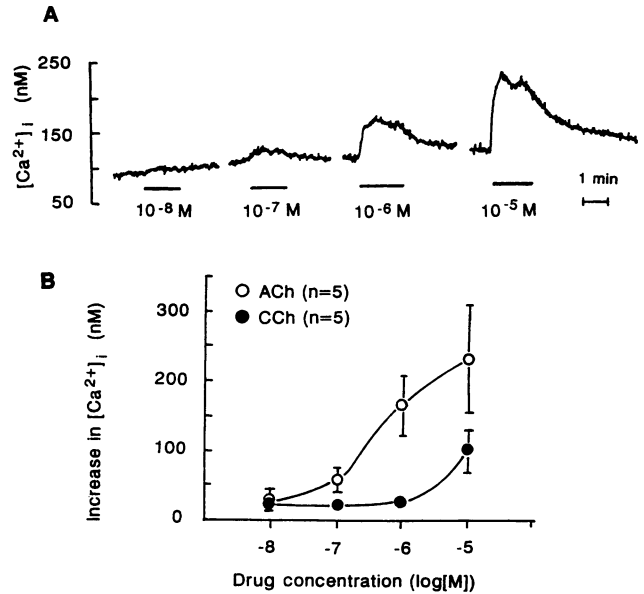 A
[Ca²⁺]ᵢ (nM)
250
150
50
10⁻⁸ M
10⁻⁷ M
10⁻⁶ M
10⁻⁵ M
1 min
B
ACh (n=5)
CCh (n=5)
Increase in [Ca²⁺]ᵢ (nM)
300
200
100
0
-8
-7
-6
-5
Drug concentration (log[M])